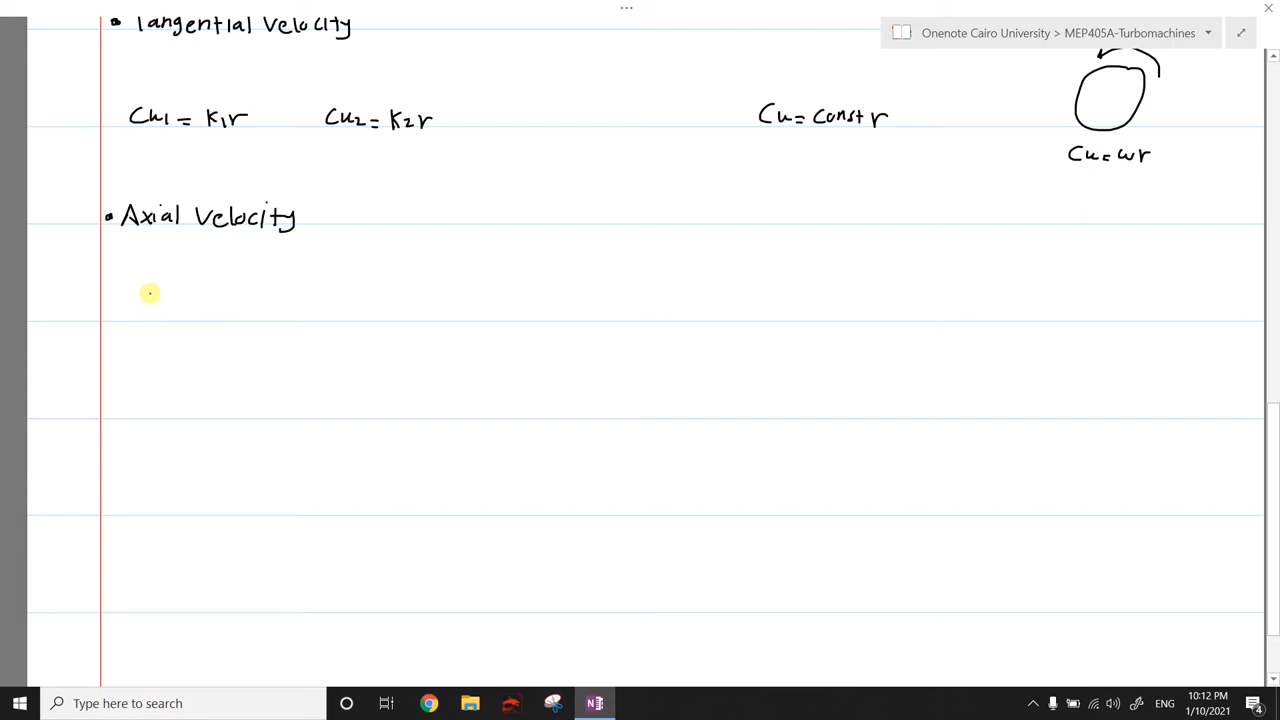 • Tangential Velocity
Onenote Cairo University > MEP405A-Turbomachines
Cu1 = K1r Cu2 = K2r Cu = const r
Cu = ωr
• Axial Velocity
Type here to search
ENG
10:12 PM
1/10/2021
4